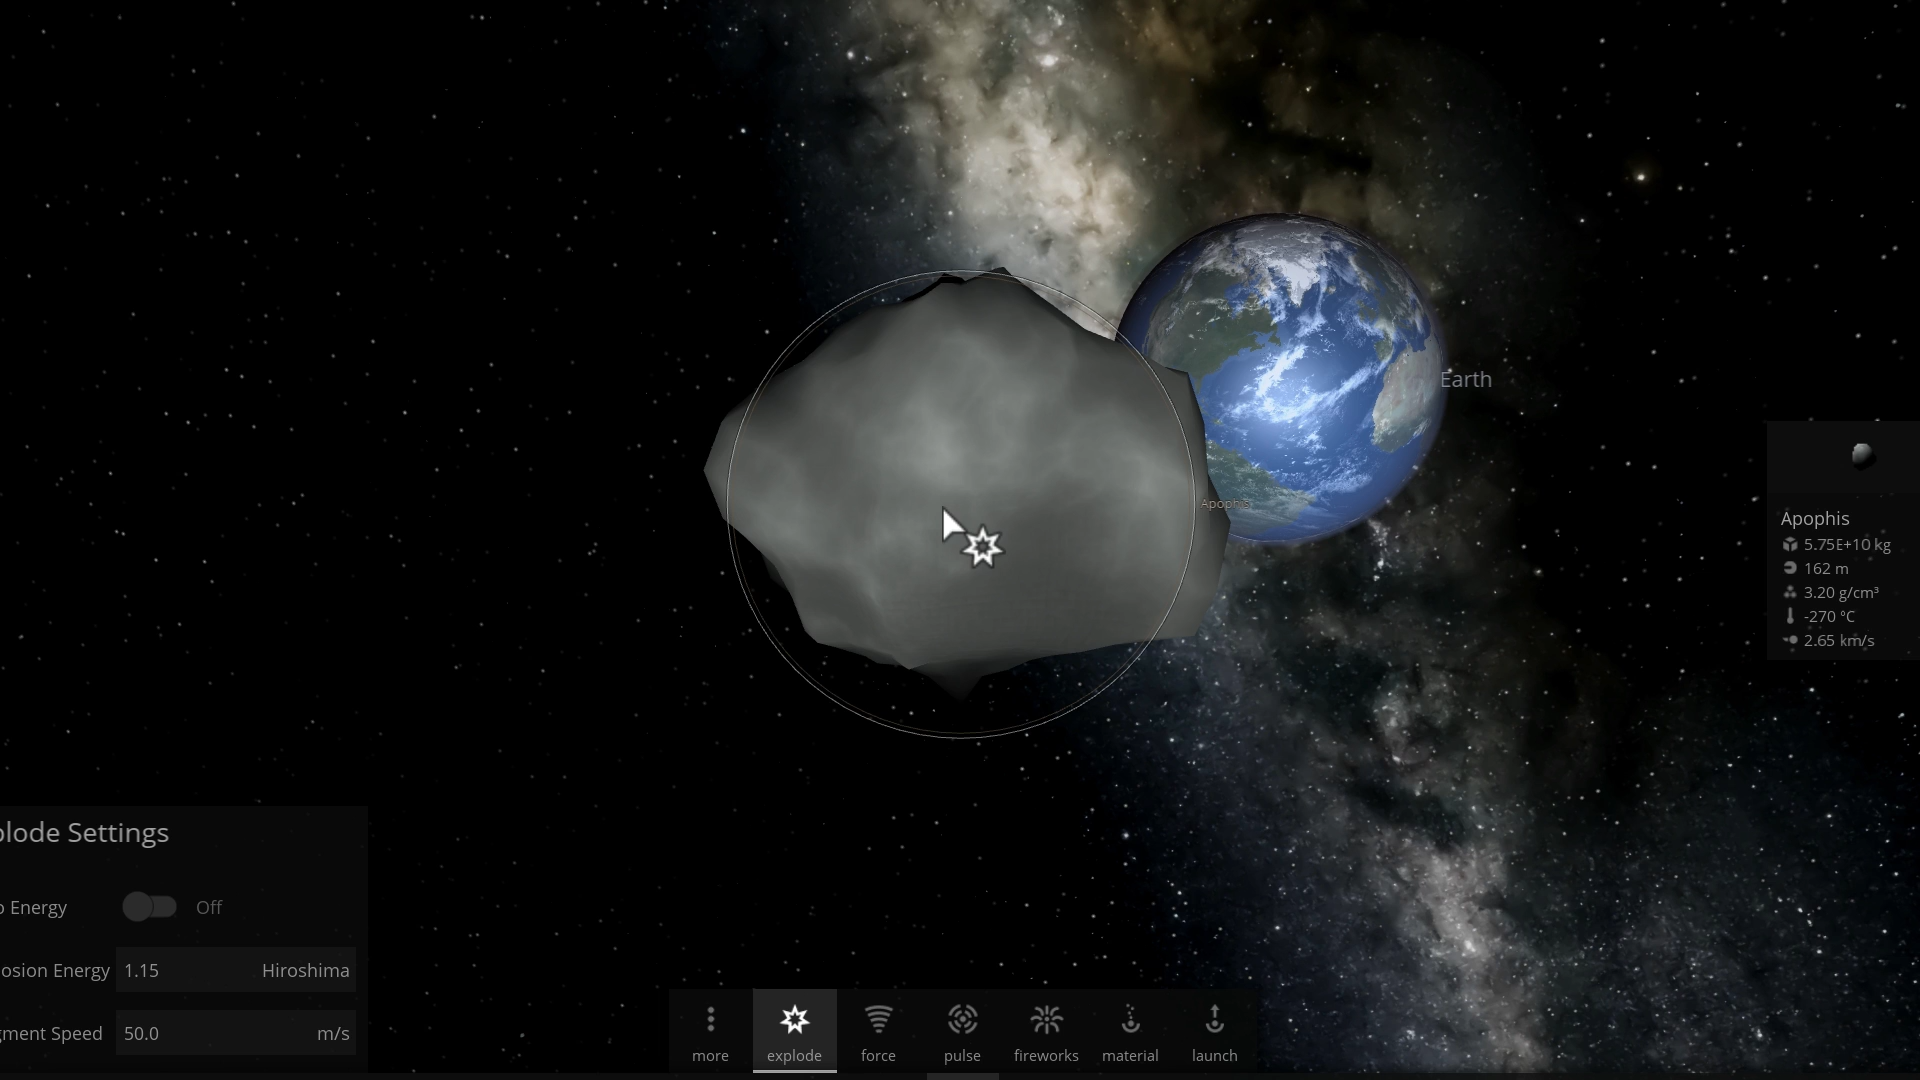 Earth
Apophis
Apophis
5.75E+10 kg
162 m
3.20 g/cm³
-270 °C
2.65 km/s
plode Settings
o Energy
Off
osion Energy
1.15
Hiroshima
gment Speed
50.0
m/s
more
explode
force
pulse
fireworks
material
launch